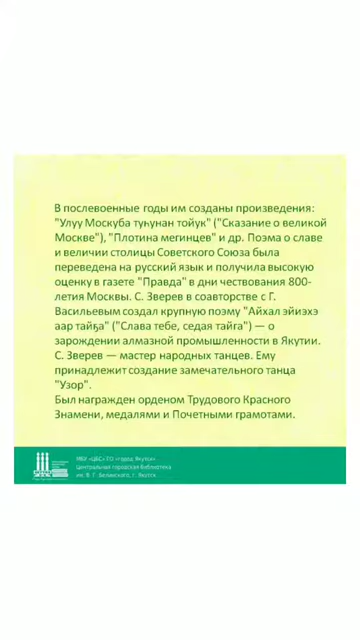 В послевоенные годы им созданы произведения:
"Улуу Москуба туһунан тойук" ("Сказание о великой
Москве"), "Плотина мегинцев" и др. Поэма о славе
и величии столицы Советского Союза была
переведена на русский язык и получила высокую
оценку в газете "Правда" в дни чествования 800-
летия Москвы. С. Зверев в соавторстве с Г.
Васильевым создал крупную поэму "Айхал эйиэхэ
аар тайҕа" ("Слава тебе, седая тайга") — о
зарождении алмазной промышленности в Якутии.
С. Зверев — мастер народных танцев. Ему
принадлежит создание замечательного танца
"Узор".
Был награжден орденом Трудового Красного
Знамени, медалями и Почетными грамотами.
МБУ «ЦБС» ГО «город Якутск»
Центральная городская библиотека
им. В. Г. Белинского, г. Якутск